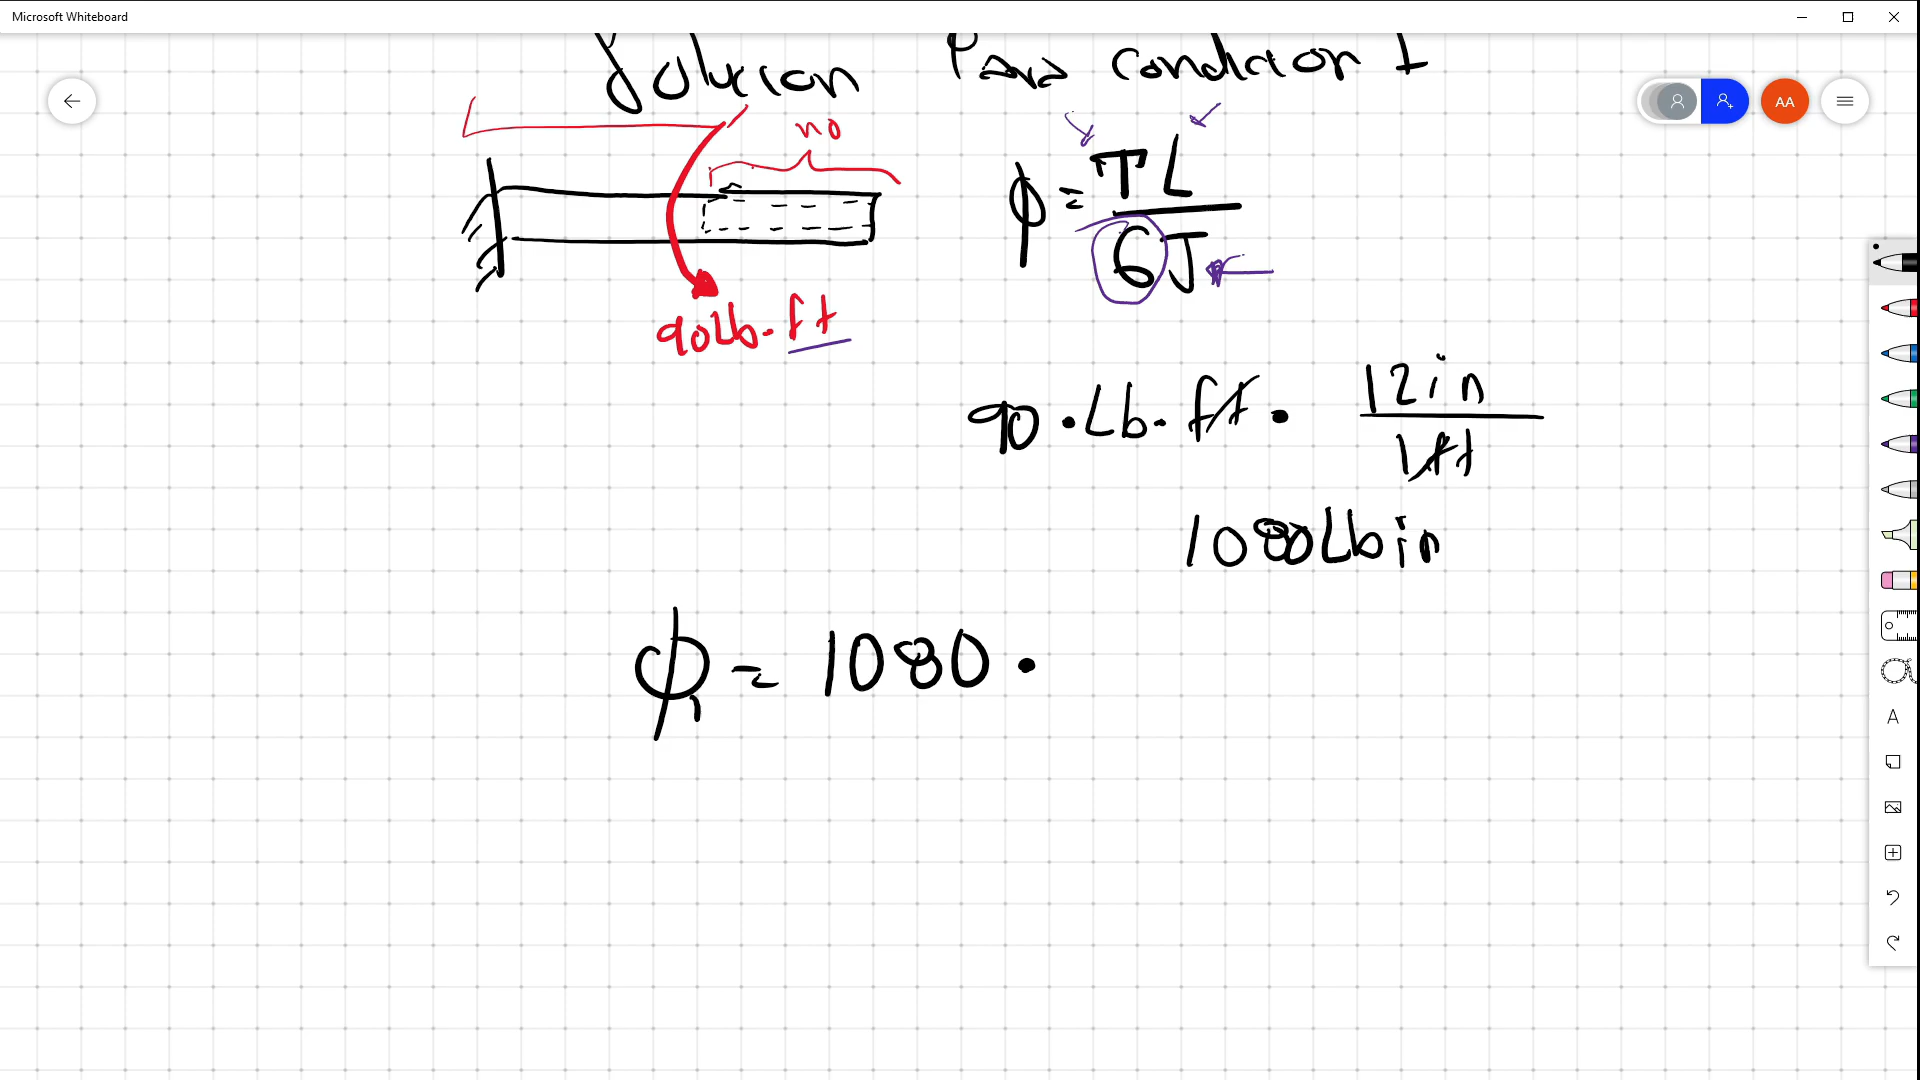 Microsoft Whiteboard
Solucion Para condicion 1
no
φ = TL
GJ
AA
90Lb·ft
90·Lb·ft · 12in
1ft
1080Lbin
φ₁ = 1080 ·
A